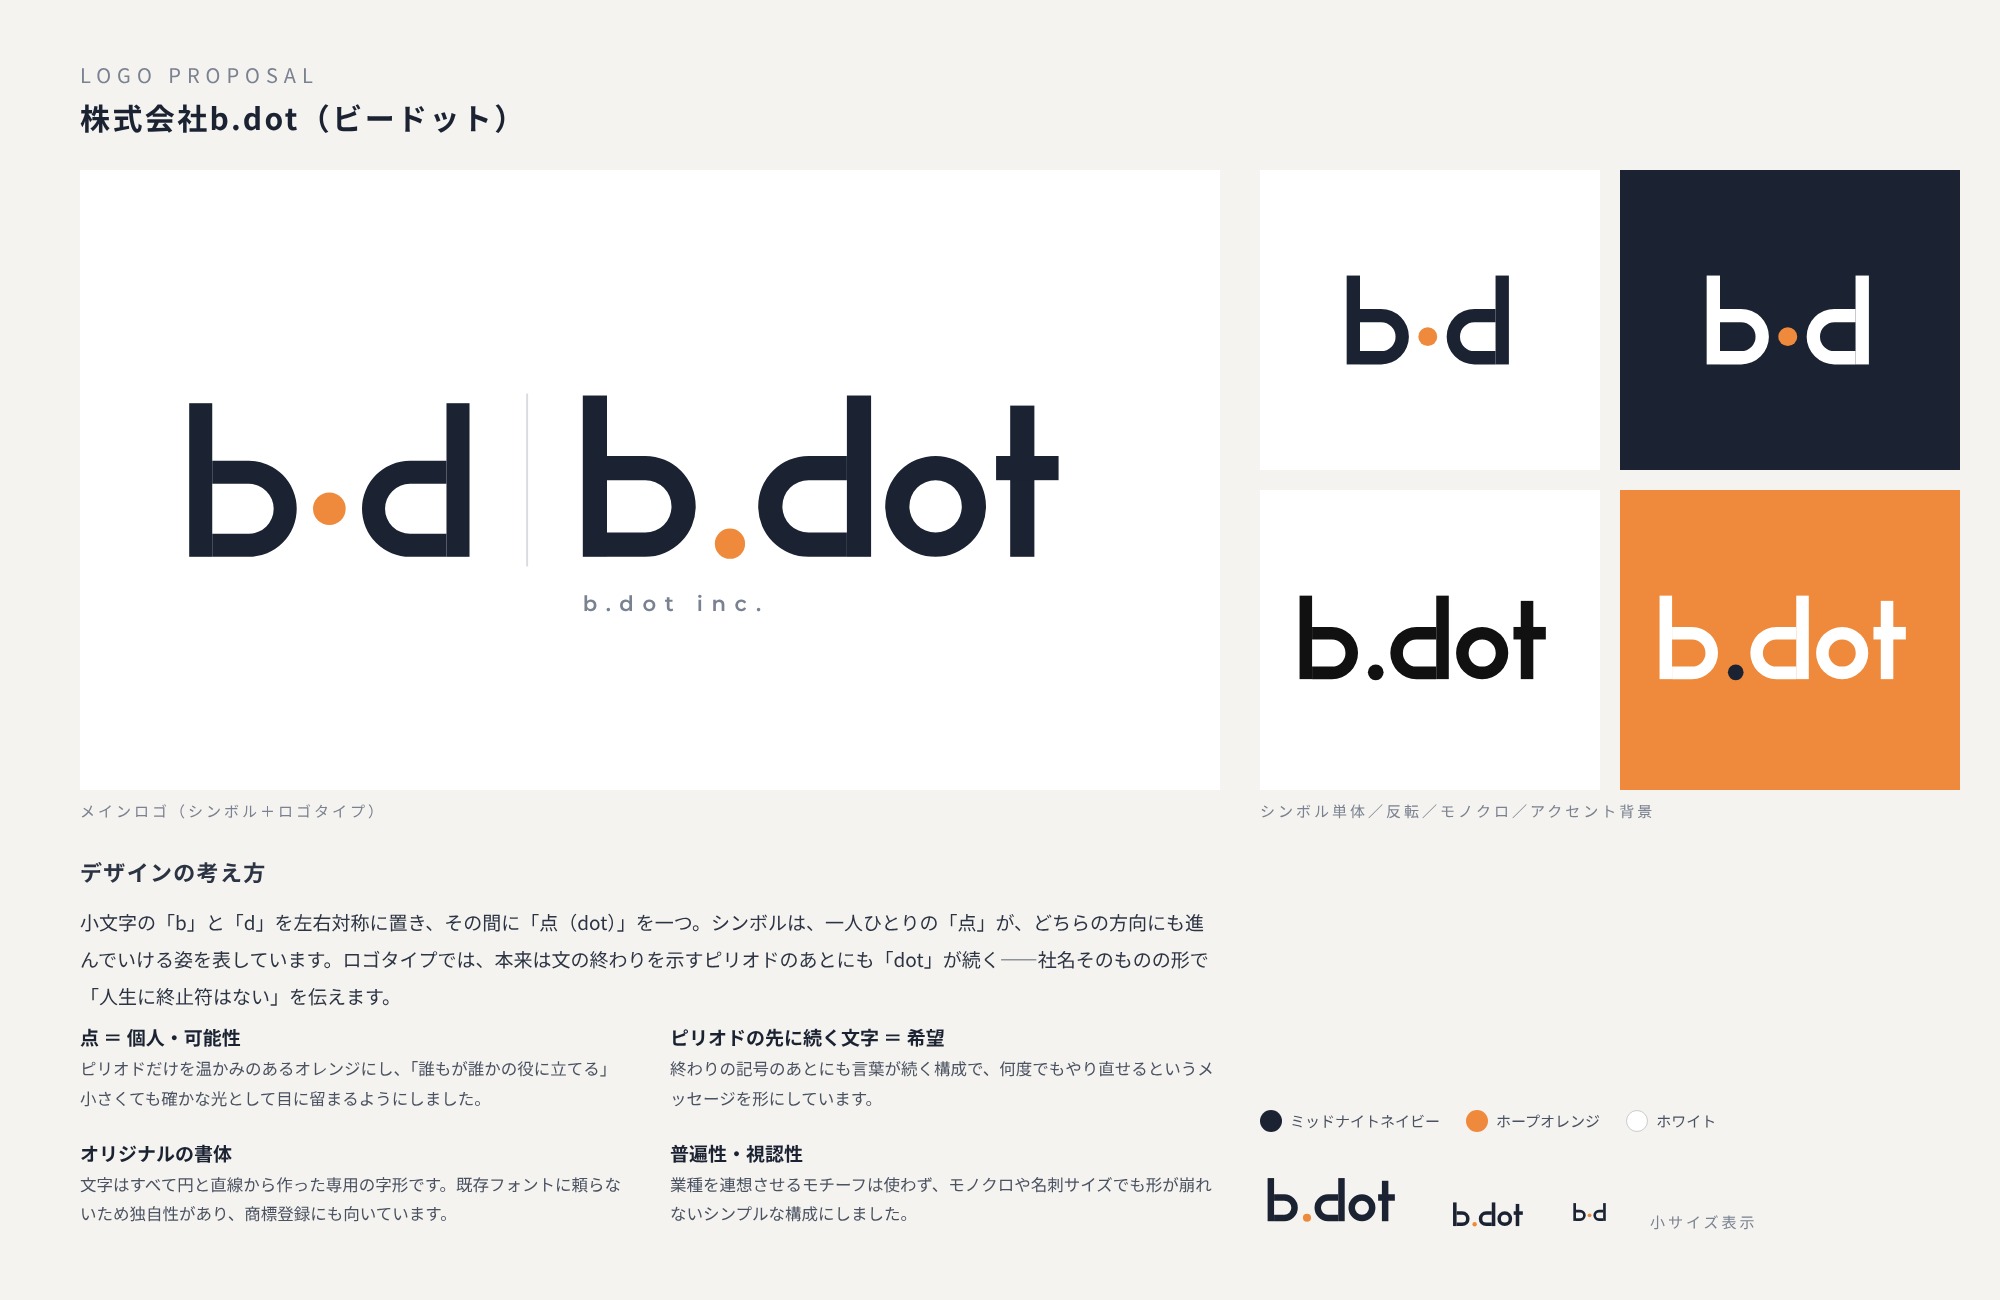 LOGO PROPOSAL
株式会社b.dot（ビードット）
b·d
b.dot
b.dot inc.
b·d
b·d
b.dot
b.dot
メインロゴ（シンボル＋ロゴタイプ）
シンボル単体／反転／モノクロ／アクセント背景
デザインの考え方
小文字の「b」と「d」を左右対称に置き、その間に「点（dot）」を一つ。シンボルは、一人ひとりの「点」が、どちらの方向にも進
んでいける姿を表しています。ロゴタイプでは、本来は文の終わりを示すピリオドのあとにも「dot」が続く――社名そのものの形で
「人生に終止符はない」を伝えます。
点 ＝ 個人・可能性
ピリオドだけを温かみのあるオレンジにし、「誰もが誰かの役に立てる」
小さくても確かな光として目に留まるようにしました。
ピリオドの先に続く文字 ＝ 希望
終わりの記号のあとにも言葉が続く構成で、何度でもやり直せるというメ
ッセージを形にしています。
オリジナルの書体
文字はすべて円と直線から作った専用の字形です。既存フォントに頼らな
いため独自性があり、商標登録にも向いています。
普遍性・視認性
業種を連想させるモチーフは使わず、モノクロや名刺サイズでも形が崩れ
ないシンプルな構成にしました。
ミッドナイトネイビー
ホープオレンジ
ホワイト
b.dot
b.dot
b·d
小サイズ表示